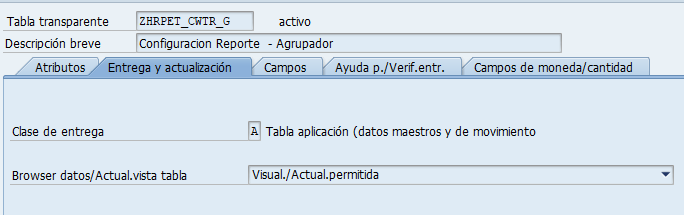 Tabla transparente ZHRPET_CWTR_G activo
Descripción breve Configuracion Reporte - Agrupador
Atributos Entrega y actualización Campos Ayuda p./Verif.entr. Campos de moneda/cantidad
Clase de entrega A Tabla aplicación (datos maestros y de movimiento
Browser datos/Actual.vista tabla Visual./Actual.permitida